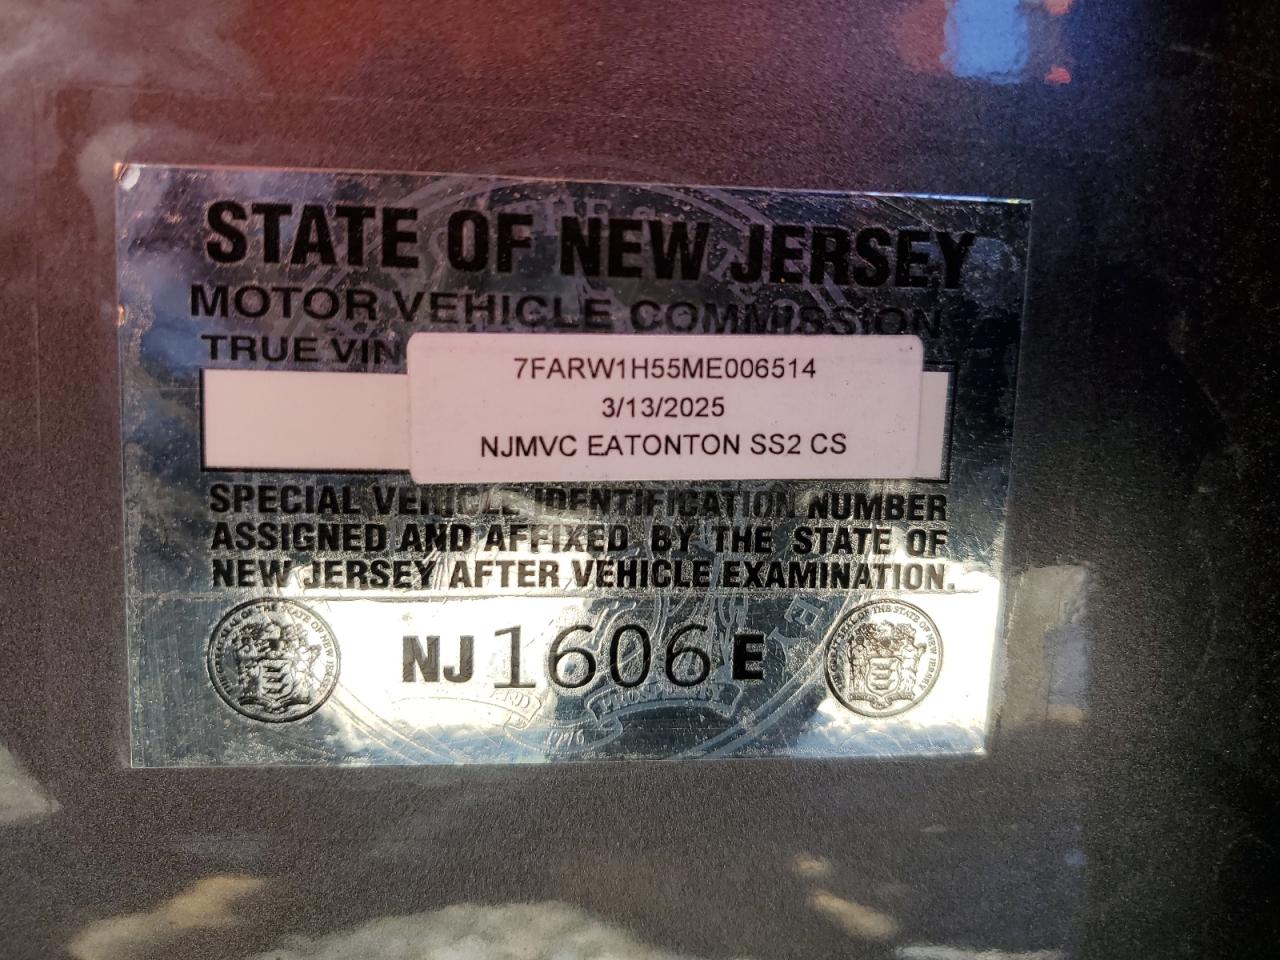 STATE OF NEW JERSEY
MOTOR VEHICLE COMMISSION
TRUE VIN
7FARW1H55ME006514
3/13/2025
NJMVC EATONTON SS2 CS
SPECIAL VEHICLE IDENTIFICATION NUMBER
ASSIGNED AND AFFIXED BY THE STATE OF
NEW JERSEY AFTER VEHICLE EXAMINATION.
NJ 1606 E